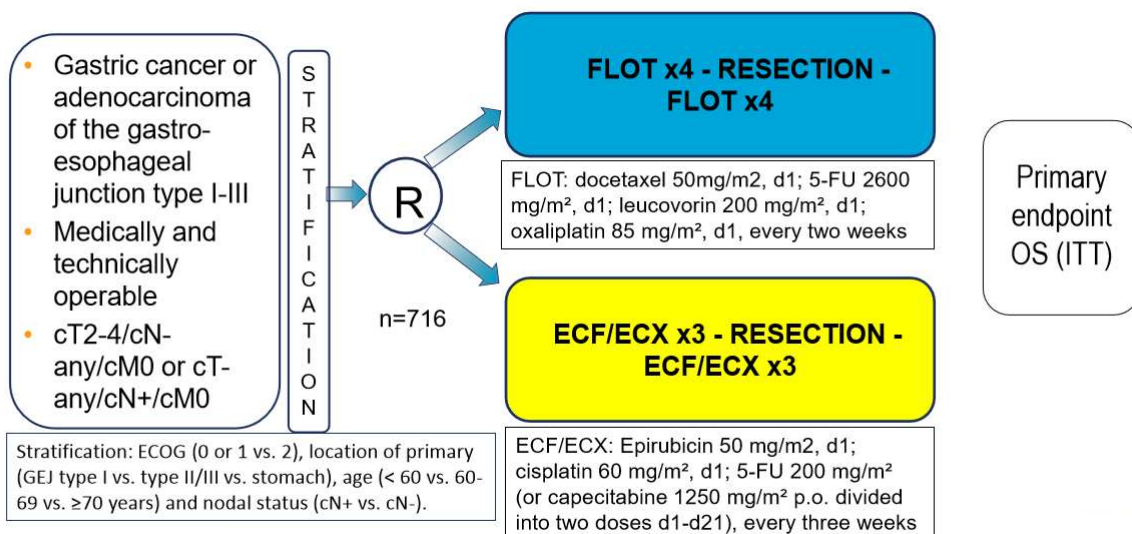 • Gastric cancer or
adenocarcinoma
of the gastro-
esophageal
junction type I-III
• Medically and
technically
operable
• cT2-4/cN-
any/cM0 or cT-
any/cN+/cM0
STRATIFICATION
R
n=716
FLOT x4 - RESECTION -
FLOT x4
FLOT: docetaxel 50mg/m2, d1; 5-FU 2600
mg/m², d1; leucovorin 200 mg/m², d1;
oxaliplatin 85 mg/m², d1, every two weeks
ECF/ECX x3 - RESECTION -
ECF/ECX x3
ECF/ECX: Epirubicin 50 mg/m2, d1;
cisplatin 60 mg/m², d1; 5-FU 200 mg/m²
(or capecitabine 1250 mg/m² p.o. divided
into two doses d1-d21), every three weeks
Primary
endpoint
OS (ITT)
Stratification: ECOG (0 or 1 vs. 2), location of primary
(GEJ type I vs. type II/III vs. stomach), age (< 60 vs. 60-
69 vs. ≥70 years) and nodal status (cN+ vs. cN-).